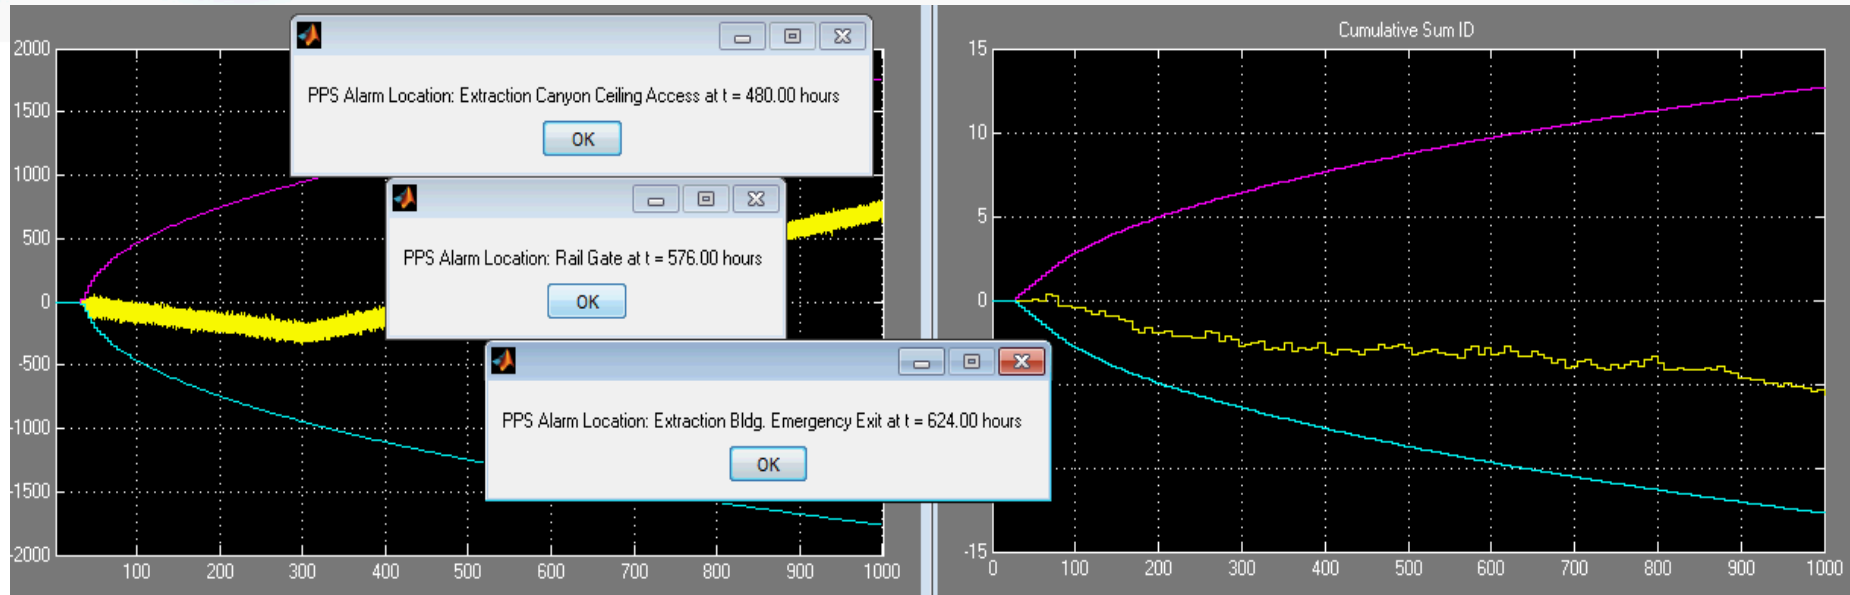 PPS Alarm Location: Extraction Canyon Ceiling Access at t = 480.00 hours
OK
PPS Alarm Location: Rail Gate at t = 576.00 hours
OK
PPS Alarm Location: Extraction Bldg. Emergency Exit at t = 624.00 hours
OK
2000
1500
1000
500
0
-500
-1000
-1500
-2000
100 200 300 400 500 600 700 800 900 1000
Cumulative Sum ID
15
10
5
0
-15
0 100 200 300 400 500 600 700 800 900 1000